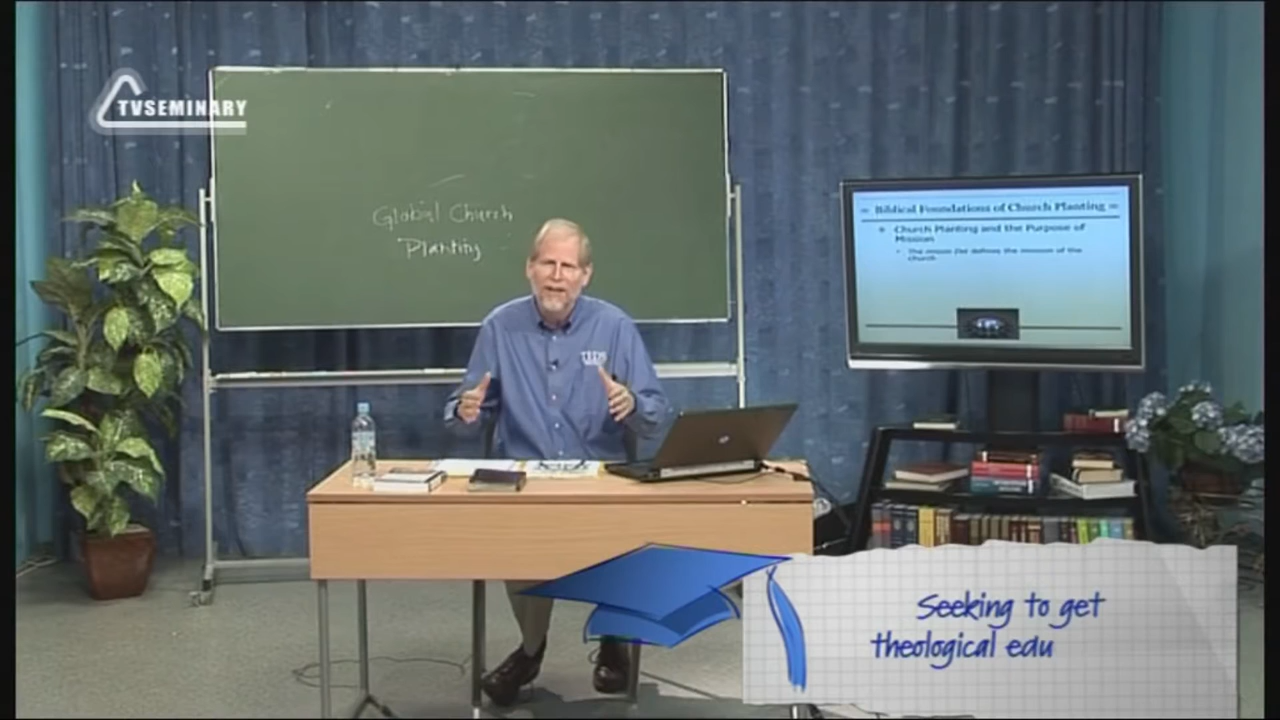 TVSEMINARY
Global Church
Planting
Biblical Foundations of Church Planting
Church Planting and the Purpose of
Mission
church
Seeking to get
theological edu